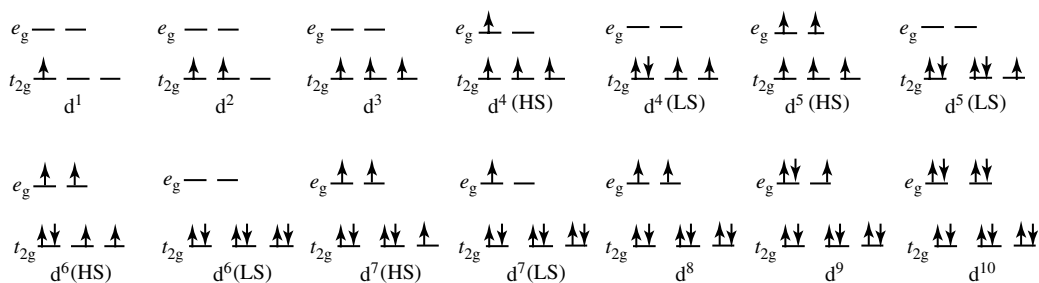 e_g e_g e_g e_g e_g e_g e_g
t_2g t_2g t_2g t_2g t_2g t_2g t_2g
d¹ d² d³ d⁴ (HS) d⁴ (LS) d⁵ (HS) d⁵ (LS)
e_g e_g e_g e_g e_g e_g e_g
t_2g t_2g t_2g t_2g t_2g t_2g t_2g
d⁶(HS) d⁶(LS) d⁷(HS) d⁷(LS) d⁸ d⁹ d¹⁰